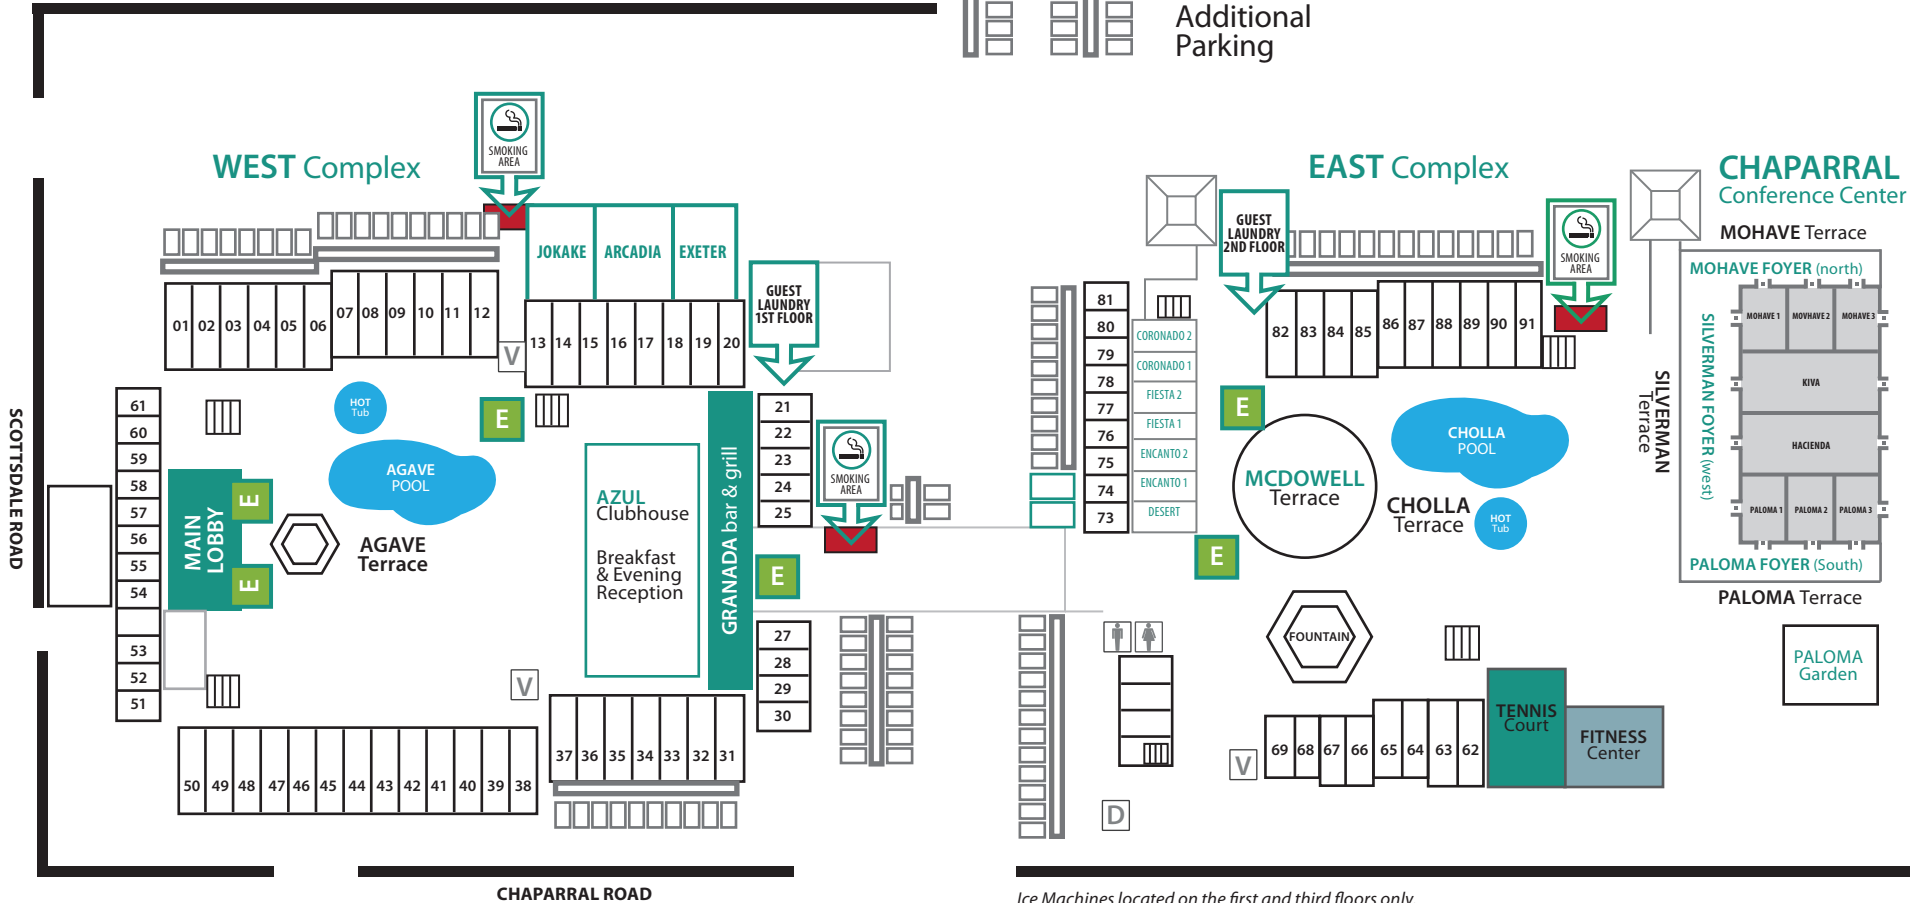 Additional
Parking
SMOKING
AREA
WEST Complex
EAST Complex
CHAPARRAL
Conference Center
MOHAVE Terrace
GUEST
LAUNDRY
2ND FLOOR
SMOKING
AREA
JOKAKE
ARCADIA
EXETER
GUEST
LAUNDRY
1ST FLOOR
MOHAVE FOYER (north)
01 02 03 04 05 06 07 08 09 10 11 12
13 14 15 16 17 18 19 20
V
81
80
79
78
77
76
75
74
73
CORONADO 2
CORONADO 1
FIESTA 2
FIESTA 1
ENCANTO 2
ENCANTO 1
DESERT
82 83 84 85 86 87 88 89 90 91
MOHAVE 1
MOVHAVE 2
MOHAVE 3
KIVA
HACIENDA
PALOMA 1
PALOMA 2
PALOMA 3
SILVERMAN FOYER (west)
SILVERMAN
Terrace
PALOMA FOYER (South)
PALOMA Terrace
PALOMA
Garden
SCOTTSDALE ROAD
61
60
59
58
57
56
55
54
53
52
51
MAIN
LOBBY
E
E
HOT
Tub
AGAVE
POOL
AGAVE
Terrace
E
AZUL
Clubhouse
Breakfast
& Evening
Reception
GRANADA bar & grill
21
22
23
24
25
SMOKING
AREA
E
27
28
29
30
E
MCDOWELL
Terrace
E
CHOLLA
POOL
CHOLLA
Terrace
HOT
Tub
FOUNTAIN
V
50 49 48 47 46 45 44 43 42 41 40 39 38
37 36 35 34 33 32 31
D
V
69 68 67 66 65 64 63 62
TENNIS
Court
FITNESS
Center
CHAPARRAL ROAD
Ice Machines located on the first and third floors only